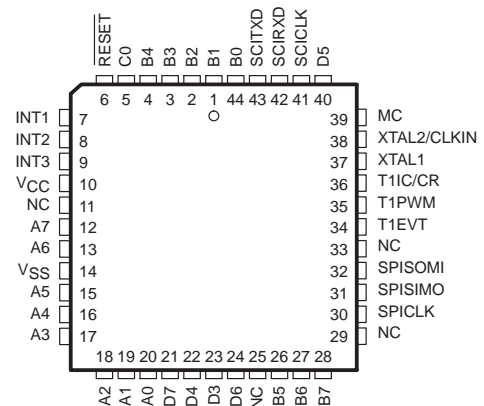 RESET C0 B4 B3 B2 B1 B0 SCITXD SCIRXD SCICLK D5
6 5 4 3 2 1 44 43 42 41 40
INT1 7 39 MC
INT2 8 38 XTAL2/CLKIN
INT3 9 37 XTAL1
VCC 10 36 T1IC/CR
NC 11 35 T1PWM
A7 12 34 T1EVT
A6 13 33 NC
VSS 14 32 SPISOMI
A5 15 31 SPISIMO
A4 16 30 SPICLK
A3 17 29 NC
18 19 20 21 22 23 24 25 26 27 28
A2 A1 A0 D7 D4 D3 D6 NC B5 B6 B7